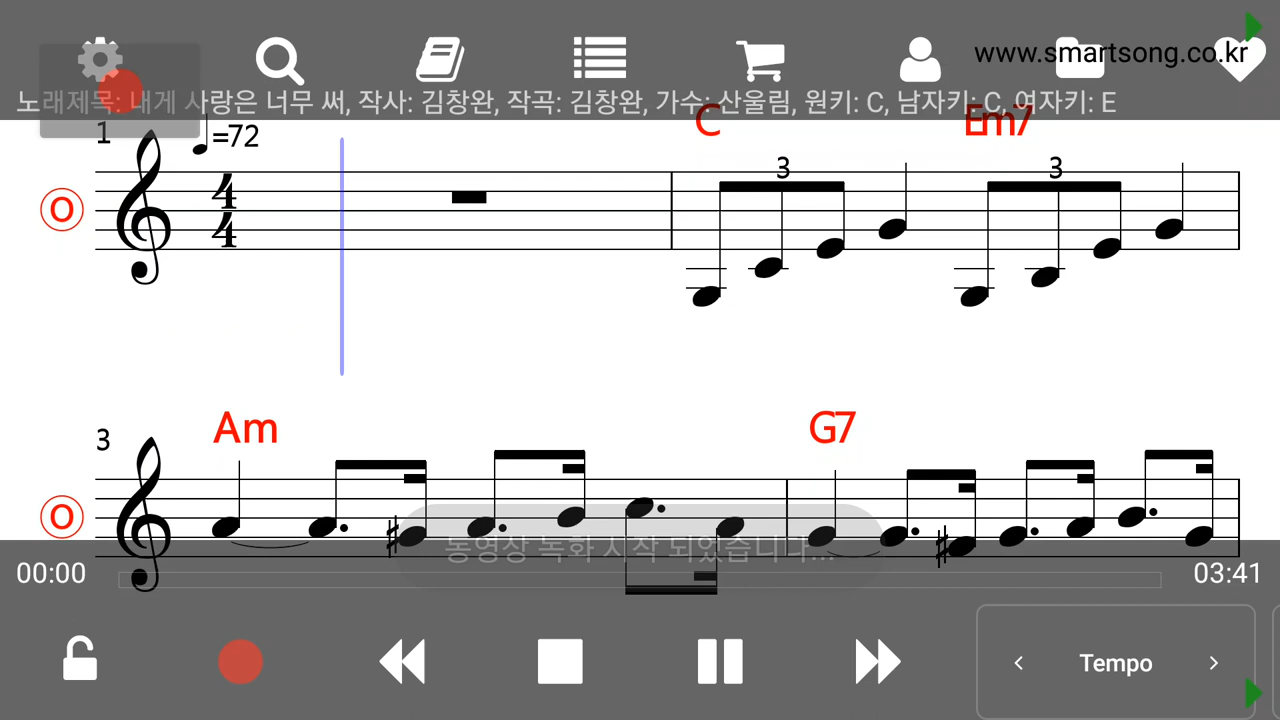 www.smartsong.co.kr
노래제목: 내게 사랑은 너무 써, 작사: 김창완, 작곡: 김창완, 가수: 산울림, 원키: C, 남자키: C, 여자키: E
1 =72 C Em7
3 3
4
4
O
3 Am G7
O
동영상 녹화 시작 되었습니다...
00:00 03:41
Tempo